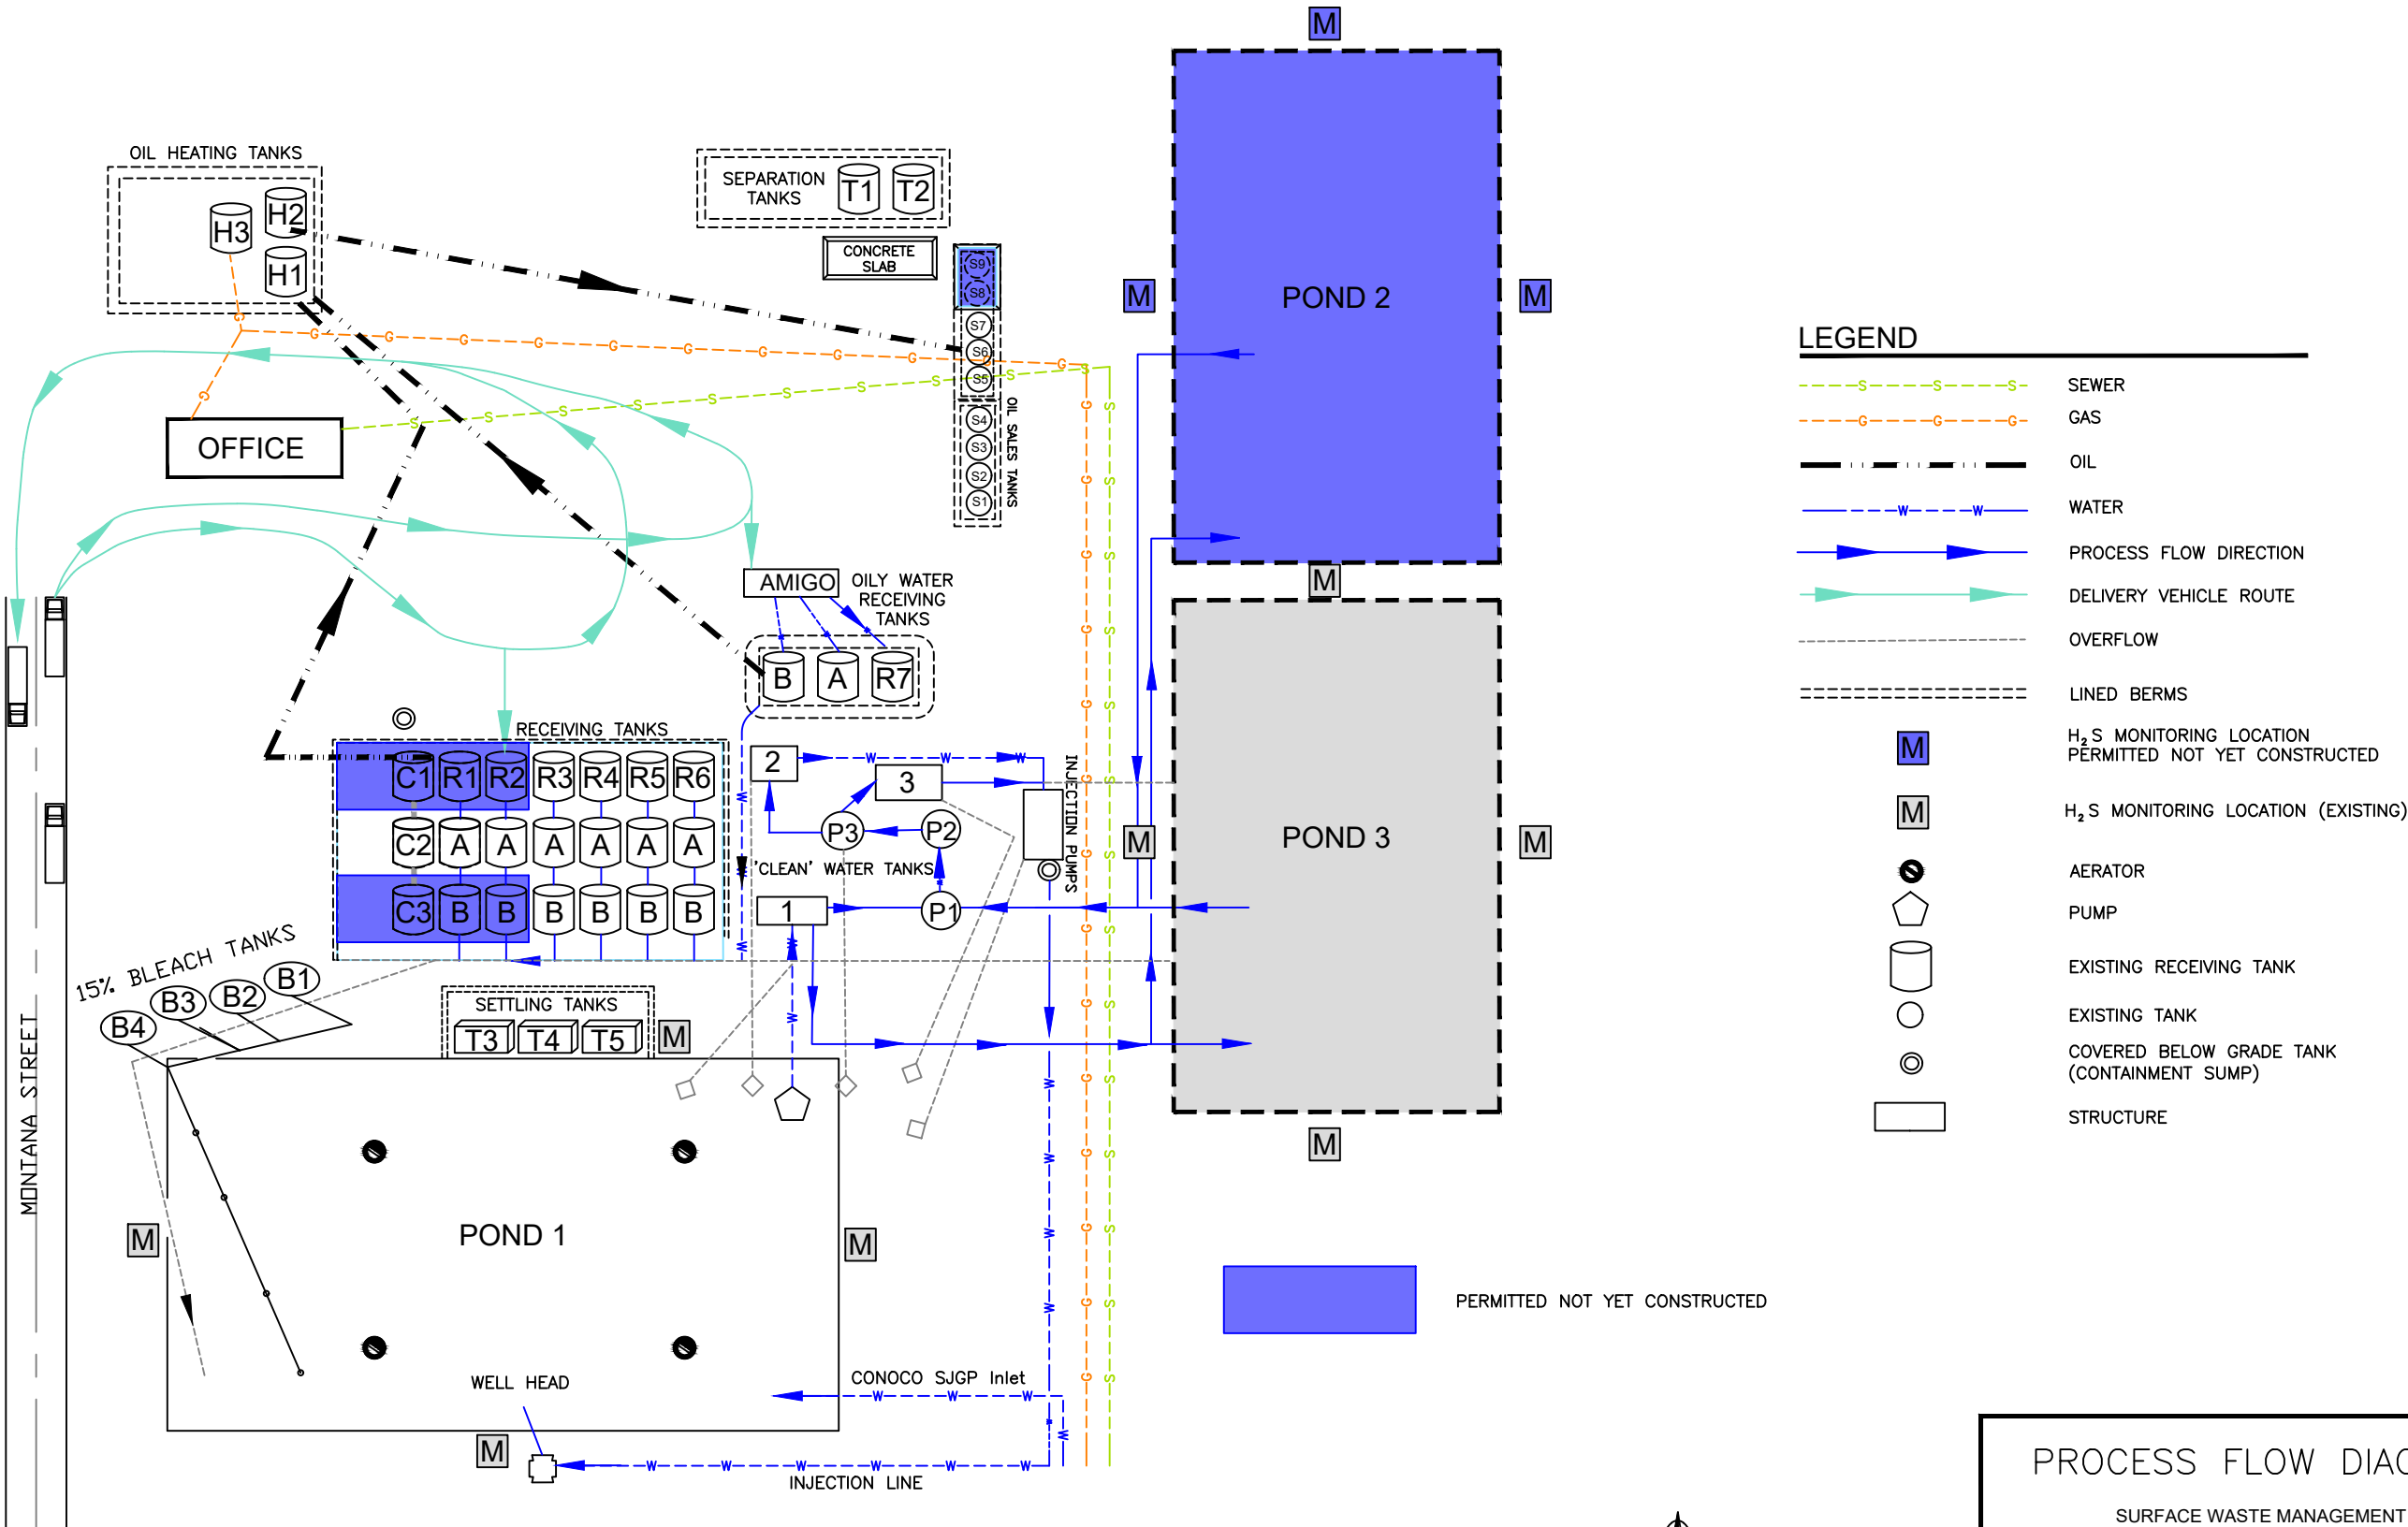 M
OIL HEATING TANKS
H2
H3
H1
SEPARATION
TANKS
T1
T2
CONCRETE
SLAB
S9
S8
S7
S6
S5
S4
S3
S2
S1
OIL SALES TANKS
POND 2
M
M
OFFICE
G G G G G G G G G G G G
S S S S S S S S S S
AMIGO
OILY WATER
RECEIVING
TANKS
B A R7
M
RECEIVING TANKS
C1 R1 R2 R3 R4 R5 R6
C2 A A A A A A
C3 B B B B B B
2
W W W
3
P3
P2
INJECTION PUMPS
'CLEAN' WATER TANKS
1
P1
M
POND 3
M
15% BLEACH TANKS
B1
B2
B3
B4
SETTLING TANKS
T3 T4 T5
M
MONTANA STREET
M
POND 1
M
M
WELL HEAD
CONOCO SJGP Inlet
W W W
M
W W W W W W
INJECTION LINE
PERMITTED NOT YET CONSTRUCTED
LEGEND
S S S SEWER
G G G GAS
OIL
W W WATER
PROCESS FLOW DIRECTION
DELIVERY VEHICLE ROUTE
OVERFLOW
LINED BERMS
M H₂S MONITORING LOCATION
PERMITTED NOT YET CONSTRUCTED
M H₂S MONITORING LOCATION (EXISTING)
AERATOR
PUMP
EXISTING RECEIVING TANK
EXISTING TANK
COVERED BELOW GRADE TANK
(CONTAINMENT SUMP)
STRUCTURE
PROCESS FLOW DIAG
SURFACE WASTE MANAGEMENT